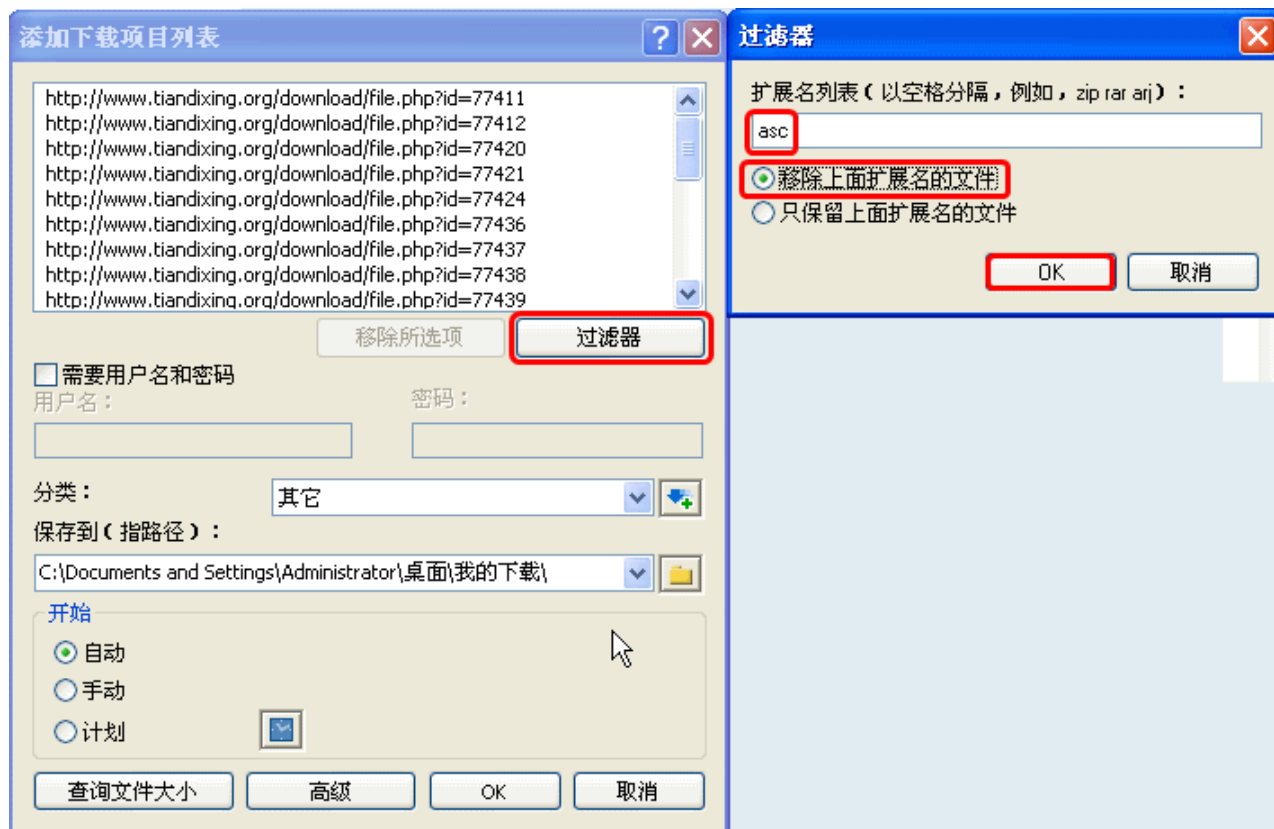 添加下载项目列表
http://www.tiandixing.org/download/file.php?id=77411
http://www.tiandixing.org/download/file.php?id=77412
http://www.tiandixing.org/download/file.php?id=77420
http://www.tiandixing.org/download/file.php?id=77421
http://www.tiandixing.org/download/file.php?id=77424
http://www.tiandixing.org/download/file.php?id=77436
http://www.tiandixing.org/download/file.php?id=77437
http://www.tiandixing.org/download/file.php?id=77438
http://www.tiandixing.org/download/file.php?id=77439
移除所选项 过滤器
需要用户名和密码
用户名： 密码：
分类： 其它
保存到（指路径）：
C:\Documents and Settings\Administrator\桌面\我的下载\
开始
自动
手动
计划
查询文件大小 高级 OK 取消
过滤器
扩展名列表（以空格分隔，例如，zip rar arj）：
asc
移除上面扩展名的文件
只保留上面扩展名的文件
OK 取消